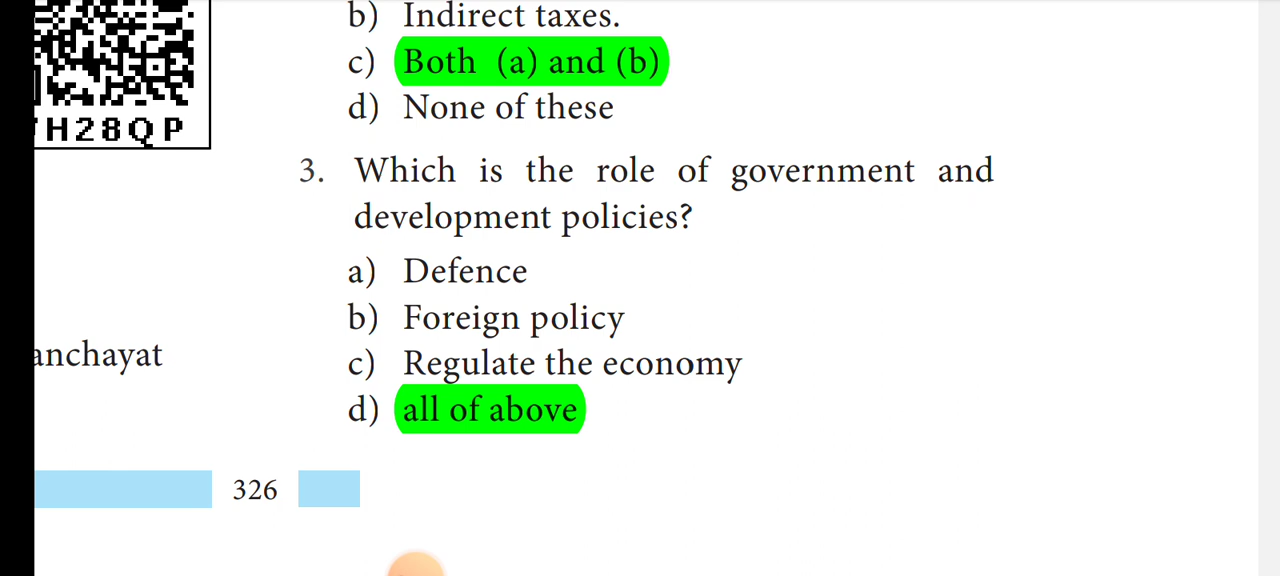 b) Indirect taxes.
c) Both (a) and (b)
d) None of these
H28QP
3. Which is the role of government and
development policies?
a) Defence
b) Foreign policy
c) Regulate the economy
d) all of above
anchayat
326